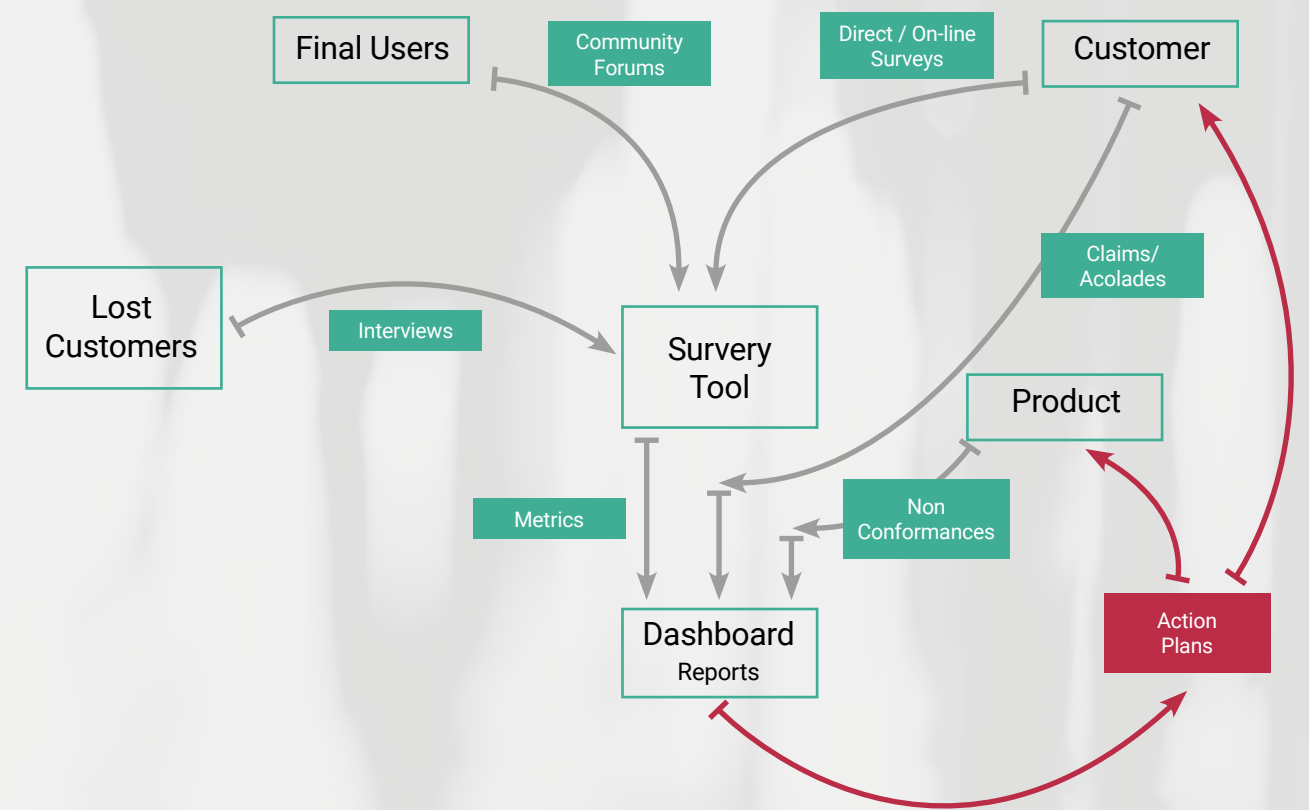 Final Users
Community
Forums
Direct / On-line
Surveys
Customer
Claims/
Acolades
Lost
Customers
Interviews
Survery
Tool
Product
Metrics
Non
Conformances
Dashboard
Reports
Action
Plans